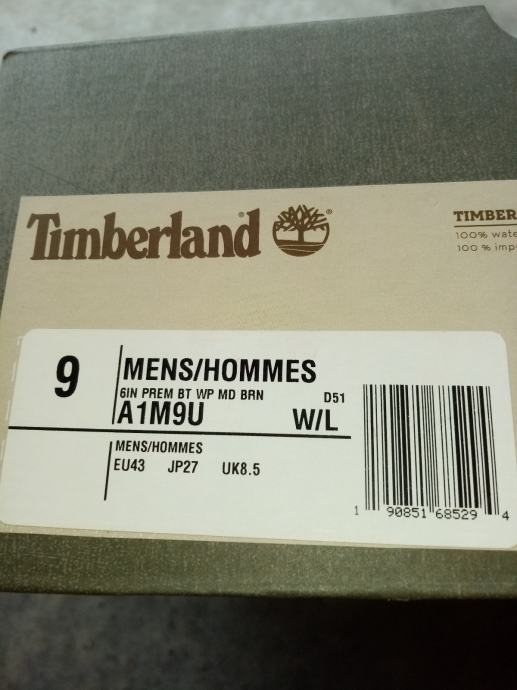 Timberland®
TIMBER
100% wate
100 % imp
9
MENS/HOMMES
6IN PREM BT WP MD BRN
D51
A1M9U
W/L
MENS/HOMMES
EU43 JP27 UK8.5
1 90851 68529 4